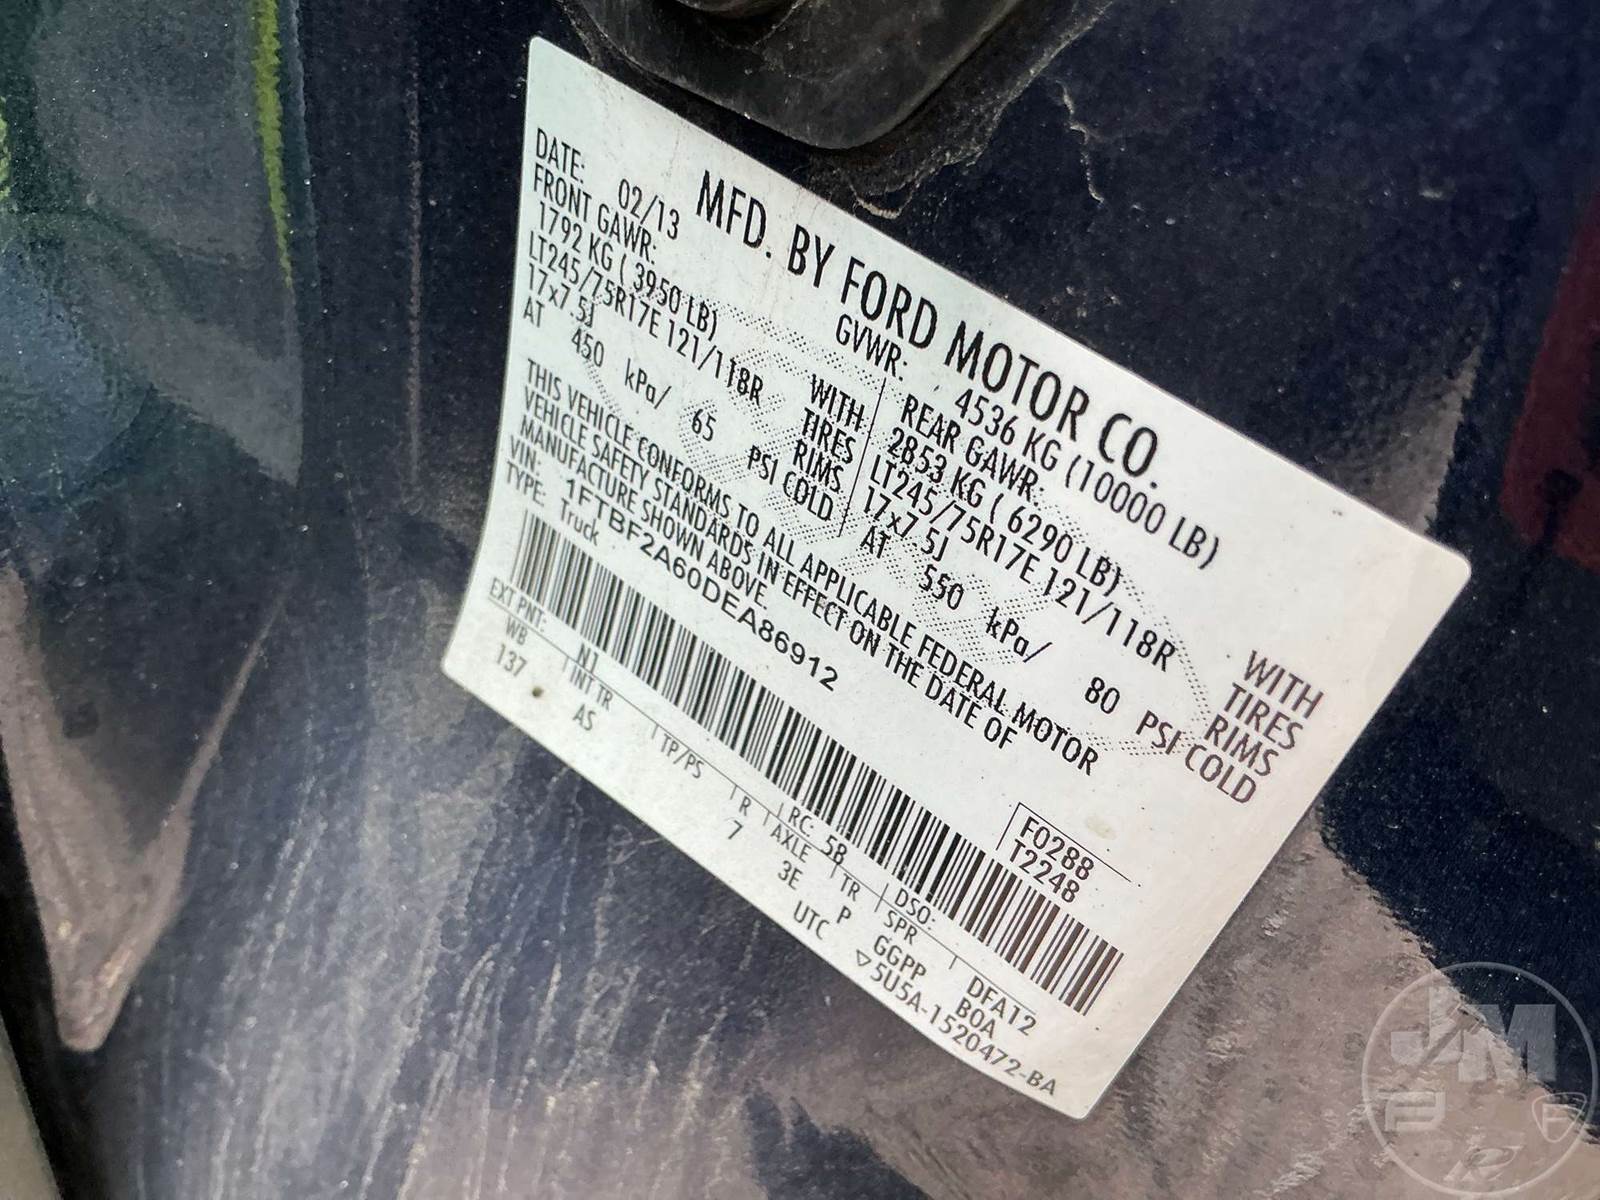 MFD. BY FORD MOTOR CO.
DATE: 02/13
GVWR: 4536 KG (10000 LB)
FRONT GAWR:
1792 KG ( 3950 LB)
WITH
LT245/75R17E 121/118R
TIRES
17x7.5J
RIMS
AT 450 kPa/ 65 PSI COLD
REAR GAWR:
2853 KG ( 6290 LB)
WITH
LT245/75R17E 121/118R
TIRES
17x7.5J
RIMS
AT 550 kPa/ 80 PSI COLD
THIS VEHICLE CONFORMS TO ALL APPLICABLE FEDERAL MOTOR
VEHICLE SAFETY STANDARDS IN EFFECT ON THE DATE OF
MANUFACTURE SHOWN ABOVE.
VIN: 1FTBF2A60DEA86912
TYPE: Truck
F0288
T2248
EXT PNT: N1 RC: 5B DSO:
WB INT TR TP/PS R AXLE TR SPR DFA12
137 AS 7 3E P GGPP B0A
UTC ▽5U5A-1520472-BA
JM